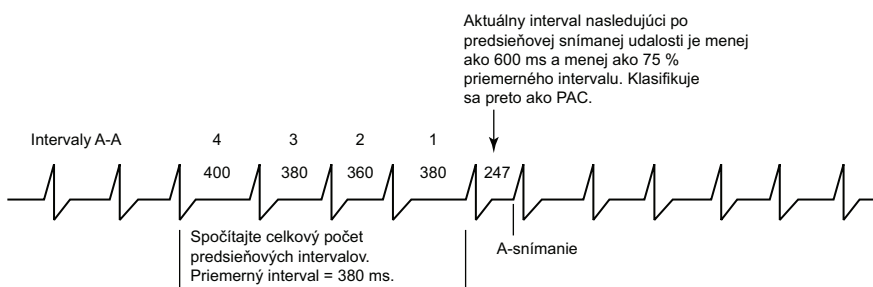 Aktuálny interval nasledujúci po
predsieňovej snímanej udalosti je menej
ako 600 ms a menej ako 75 %
priemerného intervalu. Klasifikuje
sa preto ako PAC.
Intervaly A-A 4 3 2 1
400 380 360 380 247
Spočítajte celkový počet
predsieňových intervalov.
Priemerný interval = 380 ms.
A-snímanie